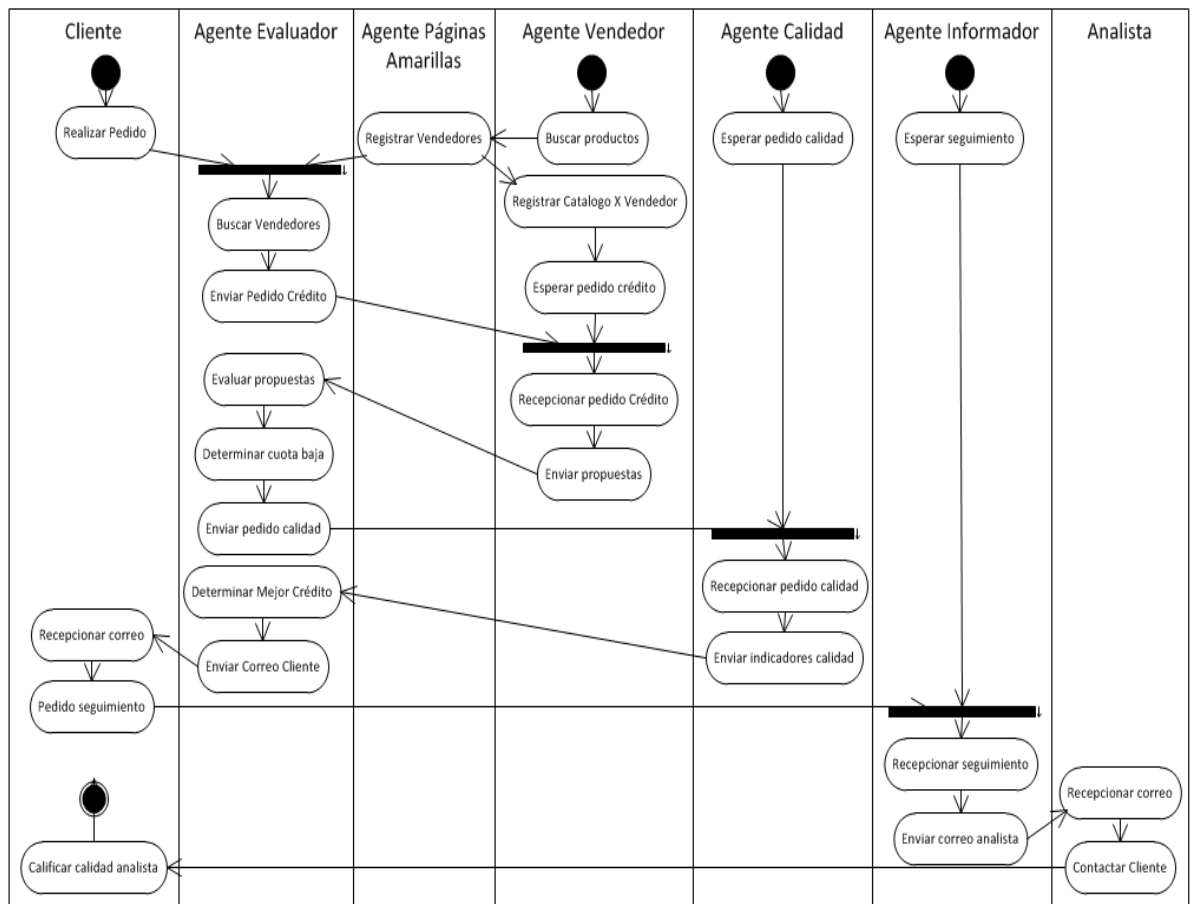 Cliente
Agente Evaluador
Agente Páginas
Amarillas
Agente Vendedor
Agente Calidad
Agente Informador
Analista
Realizar Pedido
Registrar Vendedores
Buscar productos
Esperar pedido calidad
Esperar seguimiento
Buscar Vendedores
Registrar Catalogo X Vendedor
Enviar Pedido Crédito
Esperar pedido crédito
Evaluar propuestas
Recepcionar pedido Crédito
Determinar cuota baja
Enviar propuestas
Enviar pedido calidad
Determinar Mejor Crédito
Recepcionar pedido calidad
Recepcionar correo
Enviar Correo Cliente
Enviar indicadores calidad
Pedido seguimiento
Recepcionar seguimiento
Recepcionar correo
Enviar correo analista
Calificar calidad analista
Contactar Cliente